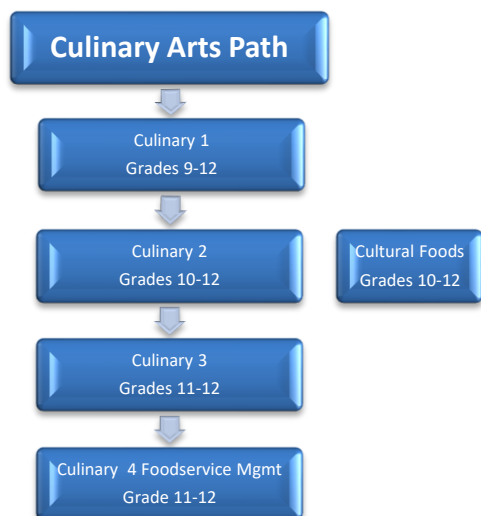 Culinary Arts Path
Culinary 1
Grades 9-12
Culinary 2
Grades 10-12
Cultural Foods
Grades 10-12
Culinary 3
Grades 11-12
Culinary  4 Foodservice Mgmt
Grade 11-12